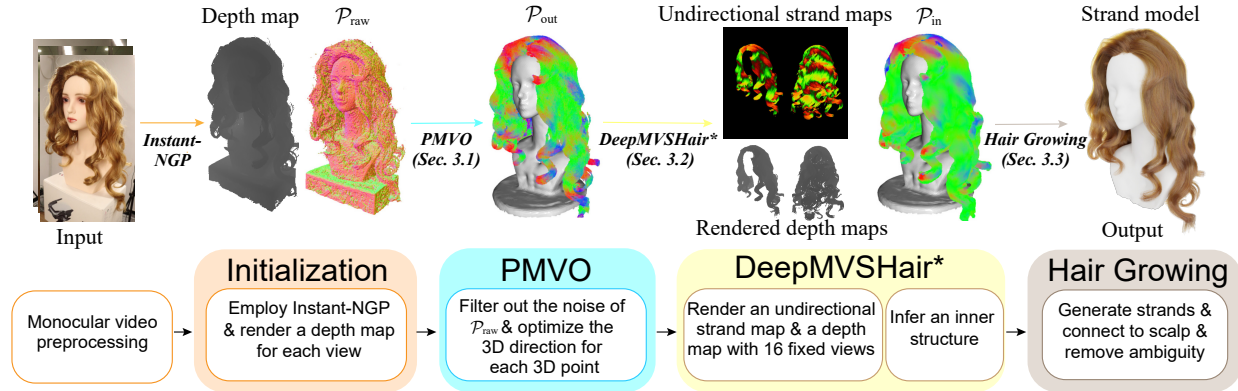 Depth map
P_raw
P_out
Undirectional strand maps
P_in
Strand model
Instant-
NGP
PMVO
(Sec. 3.1)
DeepMVSHair*
(Sec. 3.2)
Hair Growing
(Sec. 3.3)
Input
Rendered depth maps
Output
Monocular video
preprocessing
Initialization
Employ Instant-NGP
& render a depth map
for each view
PMVO
Filter out the noise of
P_raw & optimize the
3D direction for
each 3D point
DeepMVSHair*
Render an undirectional
strand map & a depth
map with 16 fixed views
Infer an inner
structure
Hair Growing
Generate strands &
connect to scalp &
remove ambiguity